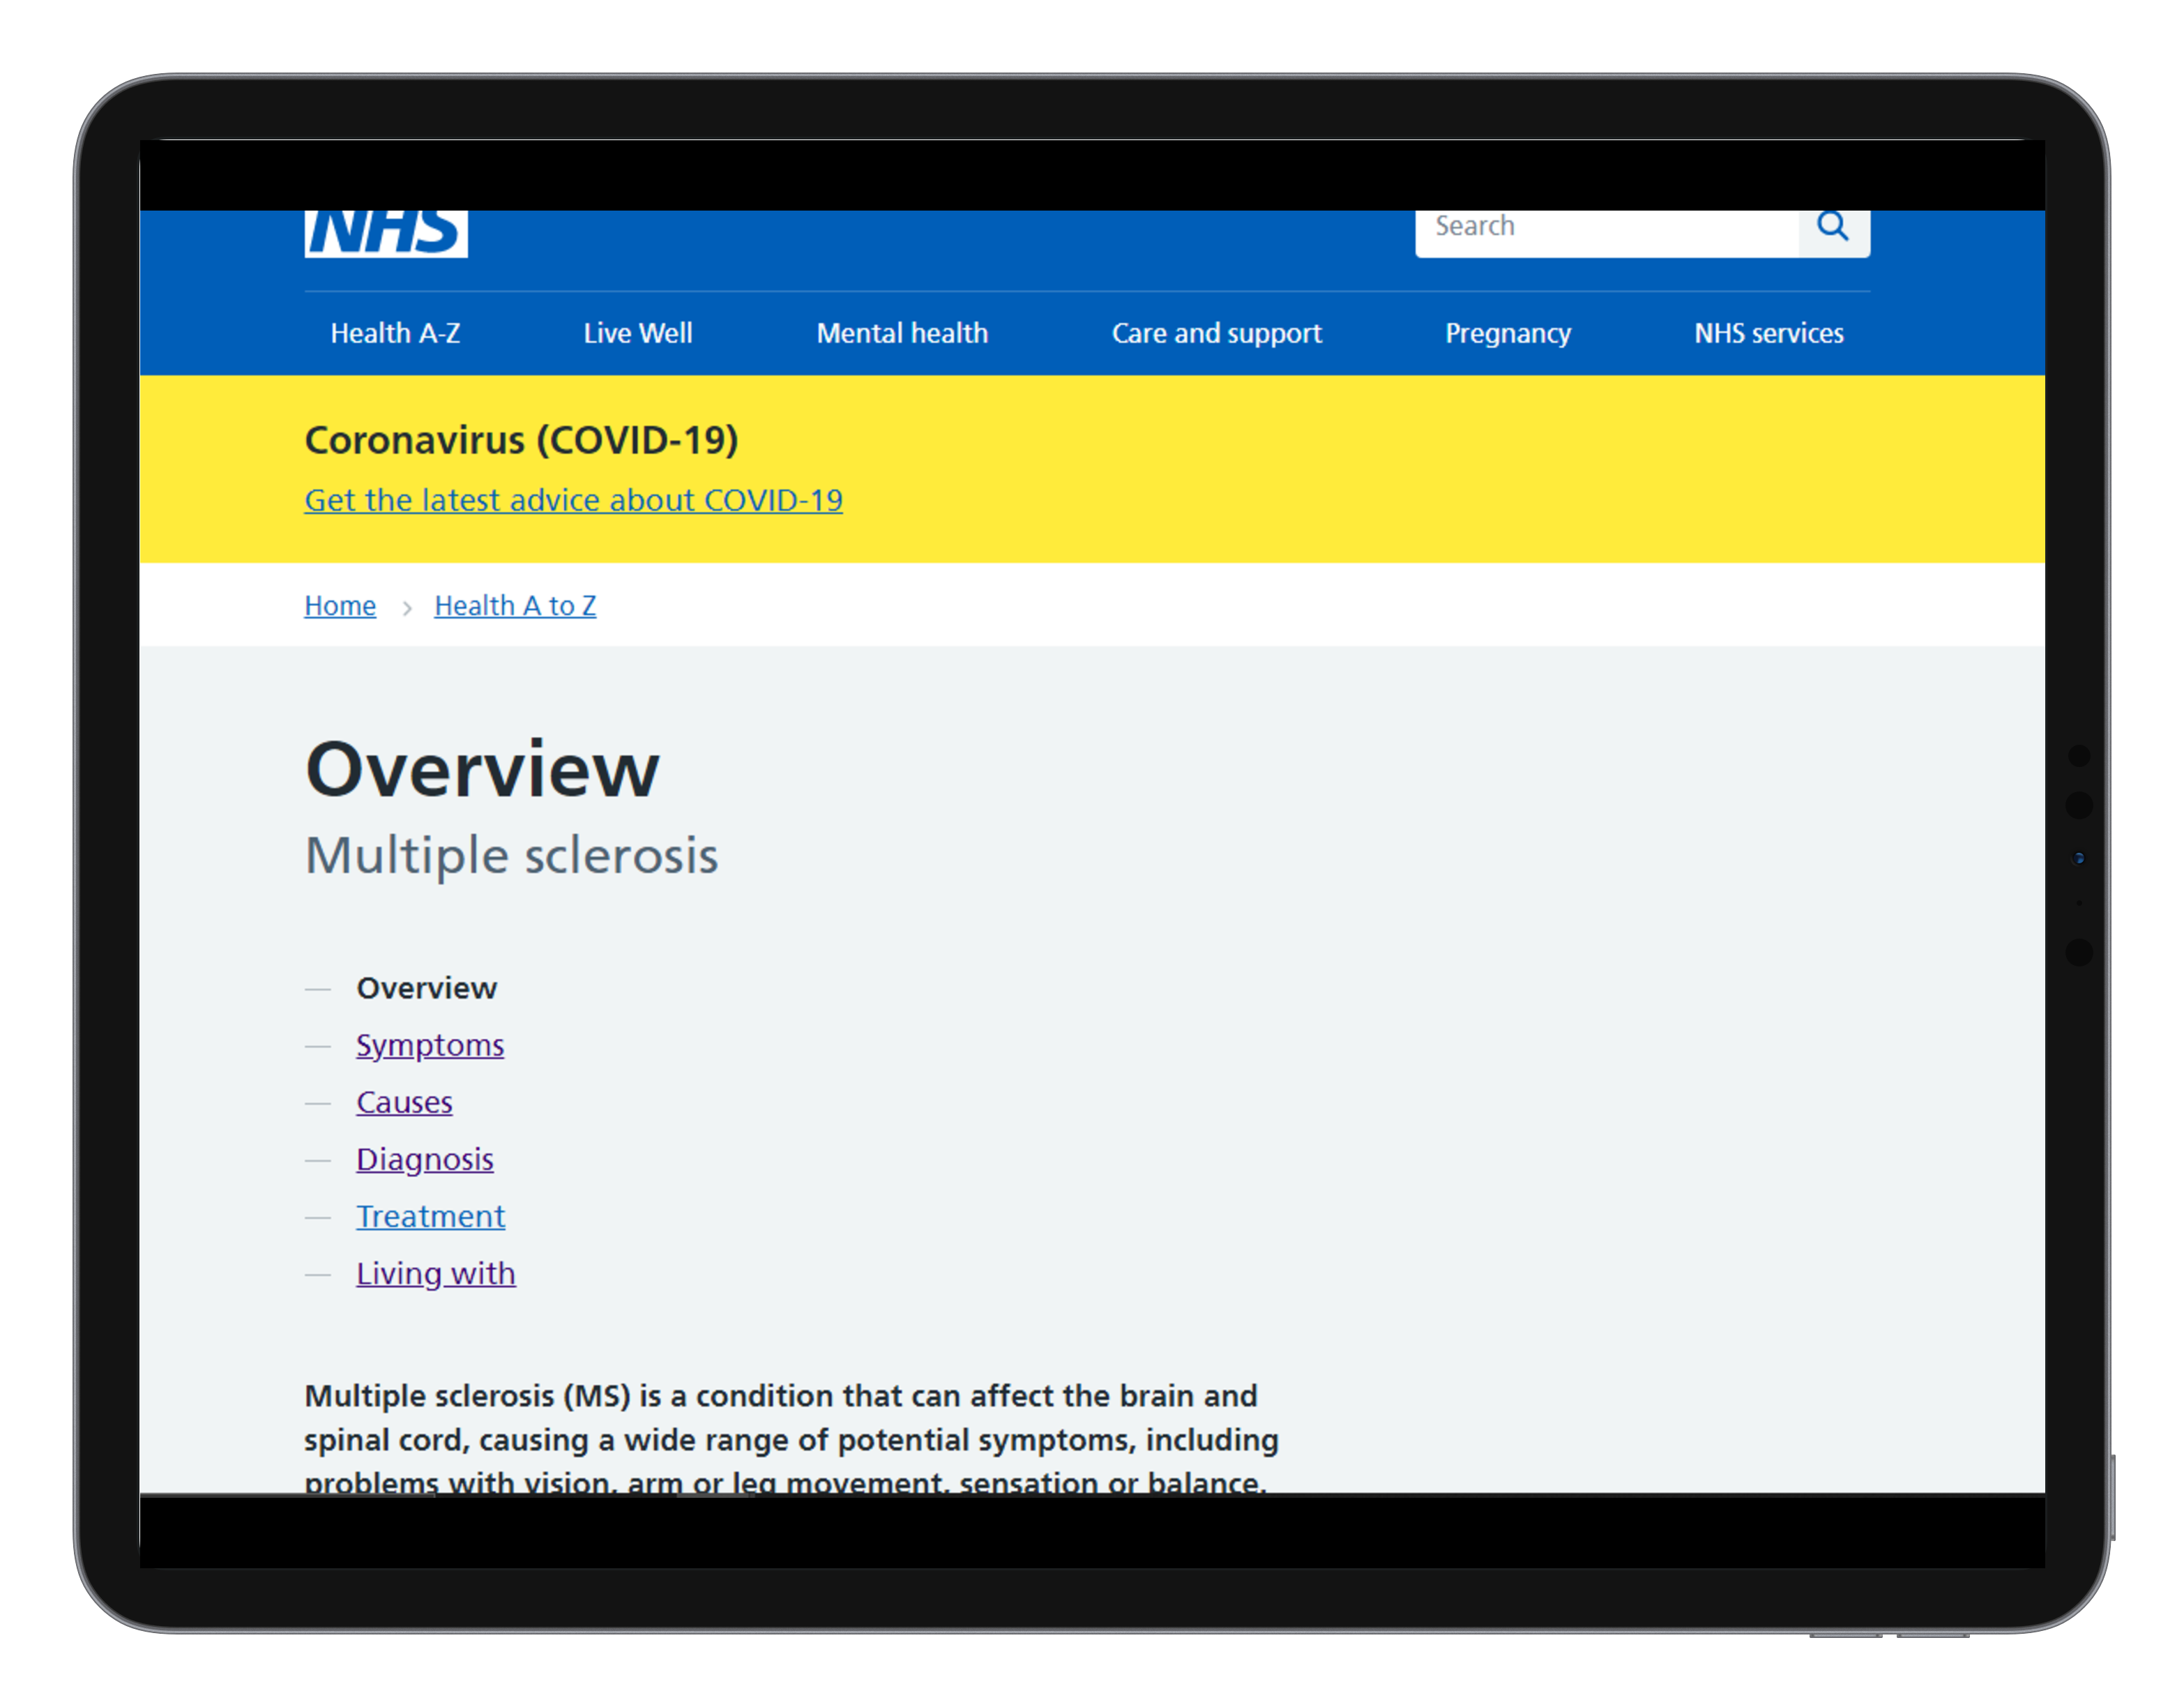 NHS
Search
Health A-Z Live Well Mental health Care and support Pregnancy NHS services
Coronavirus (COVID-19)
Get the latest advice about COVID-19
Home > Health A to Z
Overview
Multiple sclerosis
— Overview
— Symptoms
— Causes
— Diagnosis
— Treatment
— Living with
Multiple sclerosis (MS) is a condition that can affect the brain and
spinal cord, causing a wide range of potential symptoms, including
problems with vision, arm or leg movement, sensation or balance.